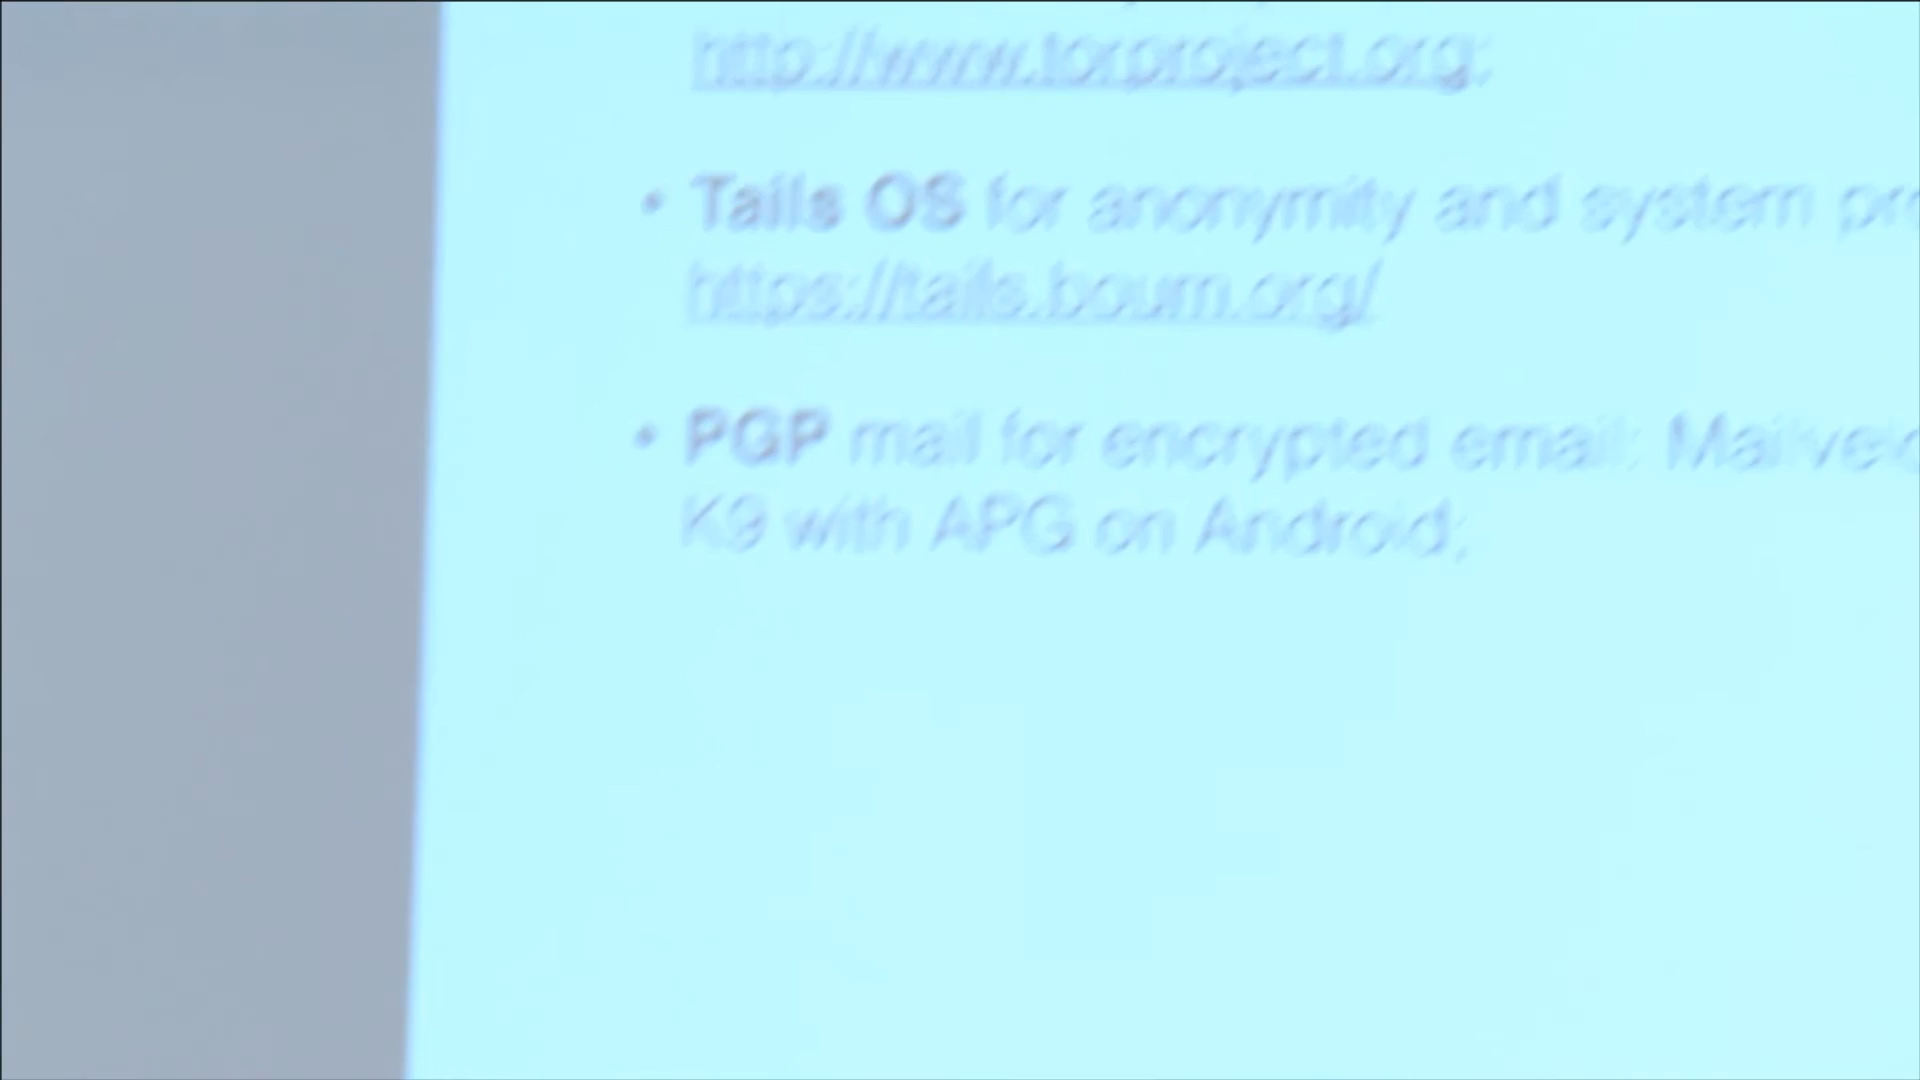 http://www.torproject.org;
• Tails OS for anonymity and system
https://tails.boum.org/
• PGP mail for encrypted email:
K9 with APG on Android;